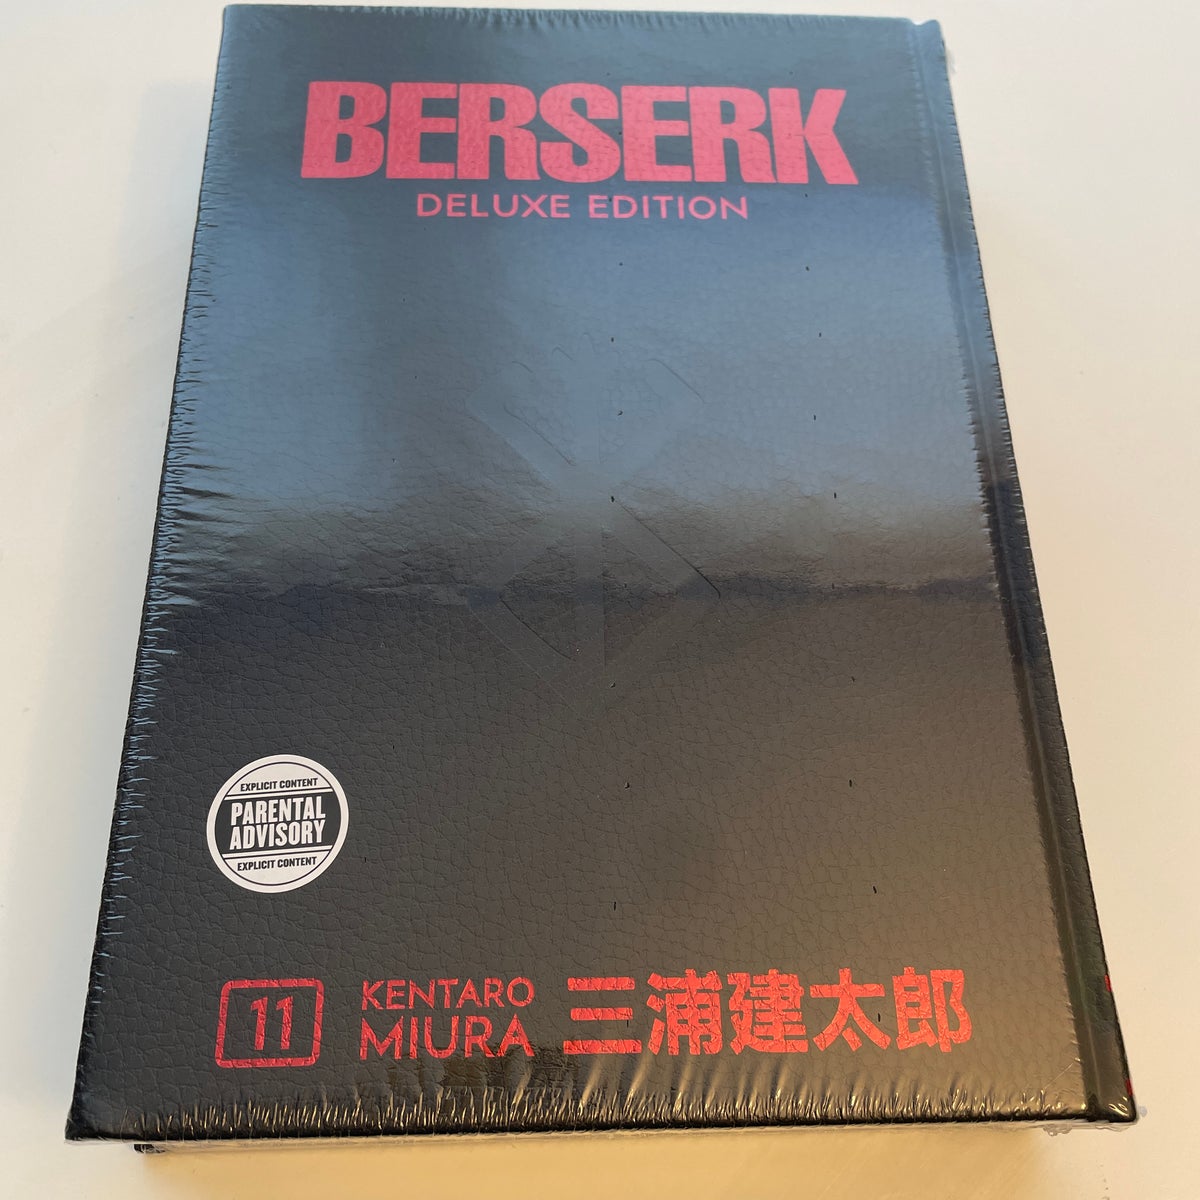 BERSERK
DELUXE EDITION
EXPLICIT CONTENT
PARENTAL
ADVISORY
EXPLICIT CONTENT
11
KENTARO
MIURA
三浦建太郎